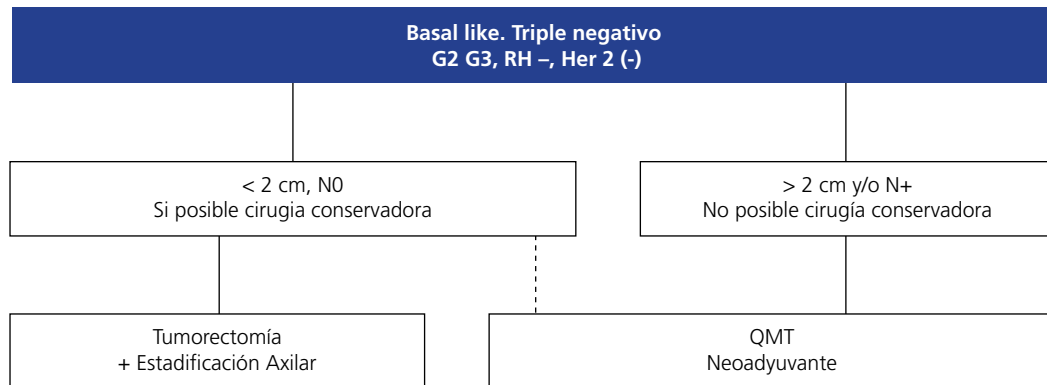 Basal like. Triple negativo
G2 G3, RH –, Her 2 (-)
< 2 cm, N0
Si posible cirugia conservadora
> 2 cm y/o N+
No posible cirugía conservadora
Tumorectomía
+ Estadificación Axilar
QMT
Neoadyuvante